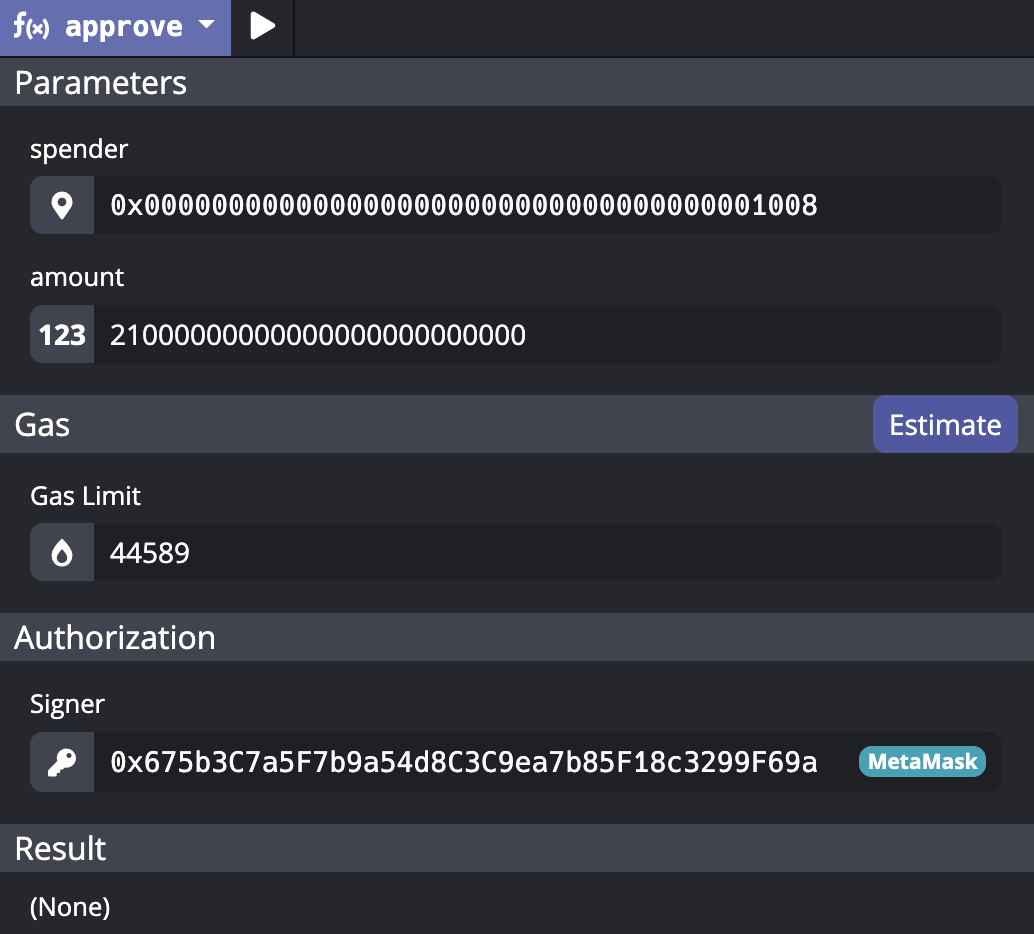 f(x) approve
Parameters
spender
0x0000000000000000000000000000000000001008
amount
123 21000000000000000000000000
Gas
Estimate
Gas Limit
44589
Authorization
Signer
0x675b3C7a5F7b9a54d8C3C9ea7b85F18c3299F69a MetaMask
Result
(None)